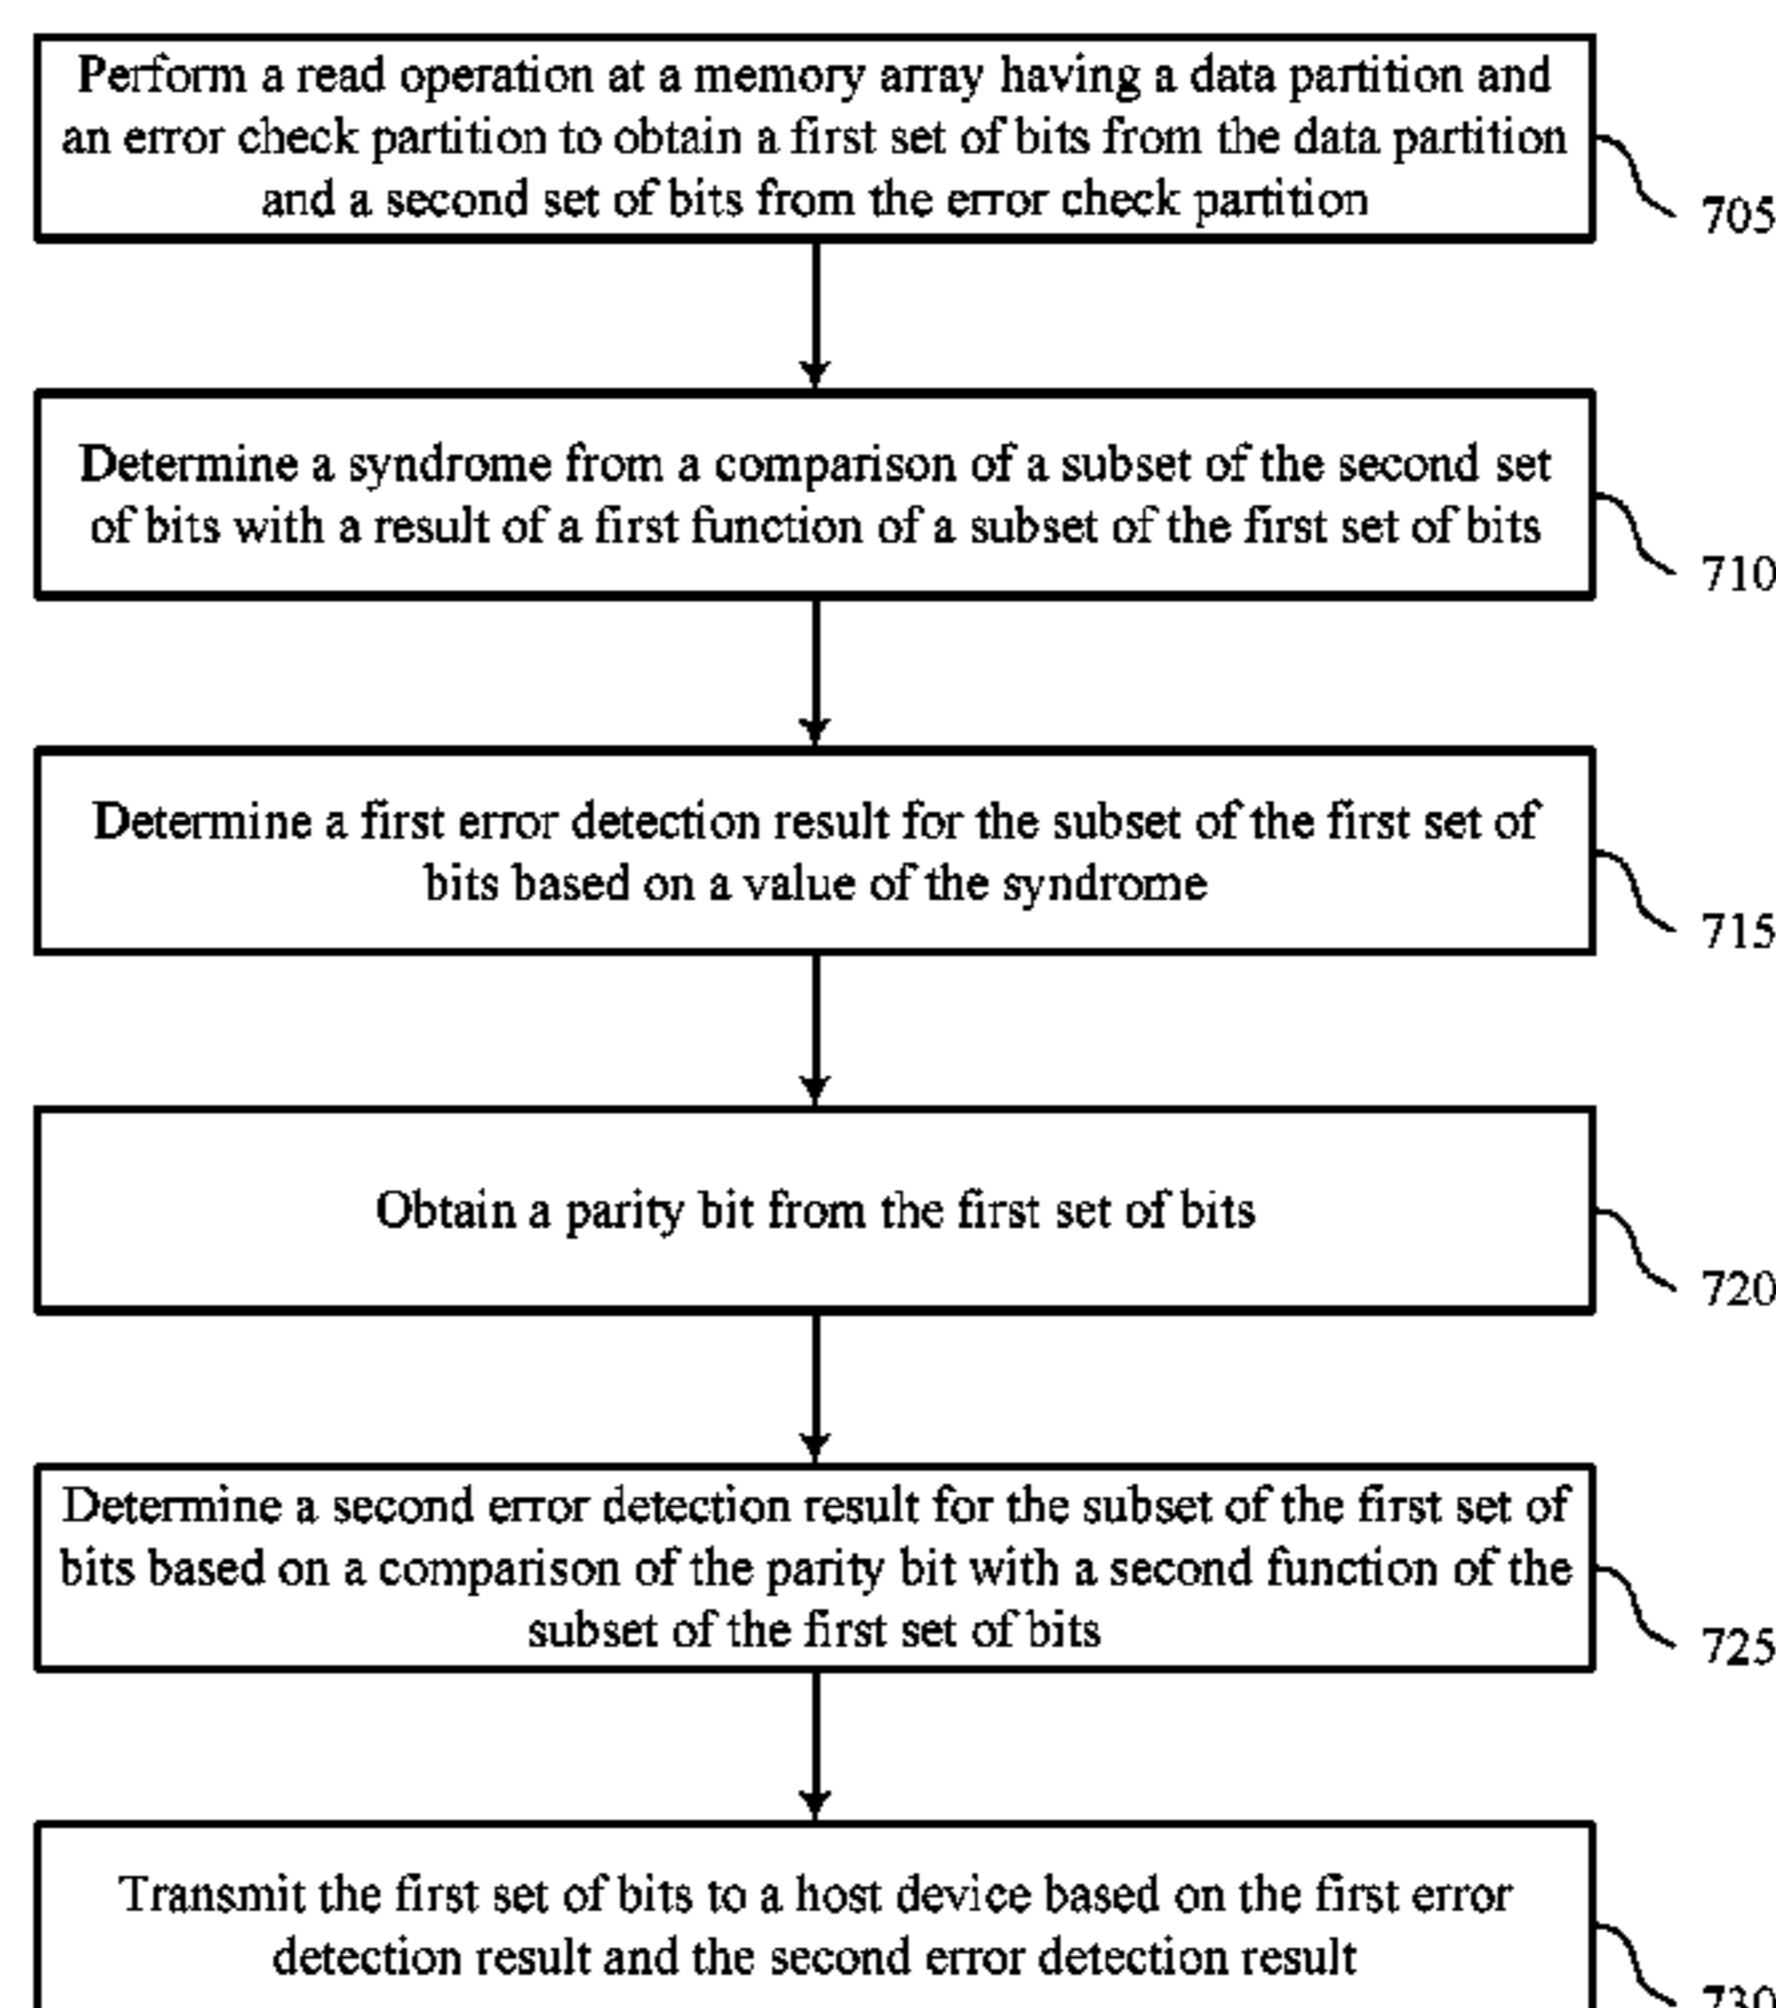 Perform a read operation at a memory array having a data partition and
an error check partition to obtain a first set of bits from the data partition
and a second set of bits from the error check partition
705
Determine a syndrome from a comparison of a subset of the second set
of bits with a result of a first function of a subset of the first set of bits
710
Determine a first error detection result for the subset of the first set of
bits based on a value of the syndrome
715
Obtain a parity bit from the first set of bits
720
Determine a second error detection result for the subset of the first set of
bits based on a comparison of the parity bit with a second function of the
subset of the first set of bits
725
Transmit the first set of bits to a host device based on the first error
detection result and the second error detection result
730